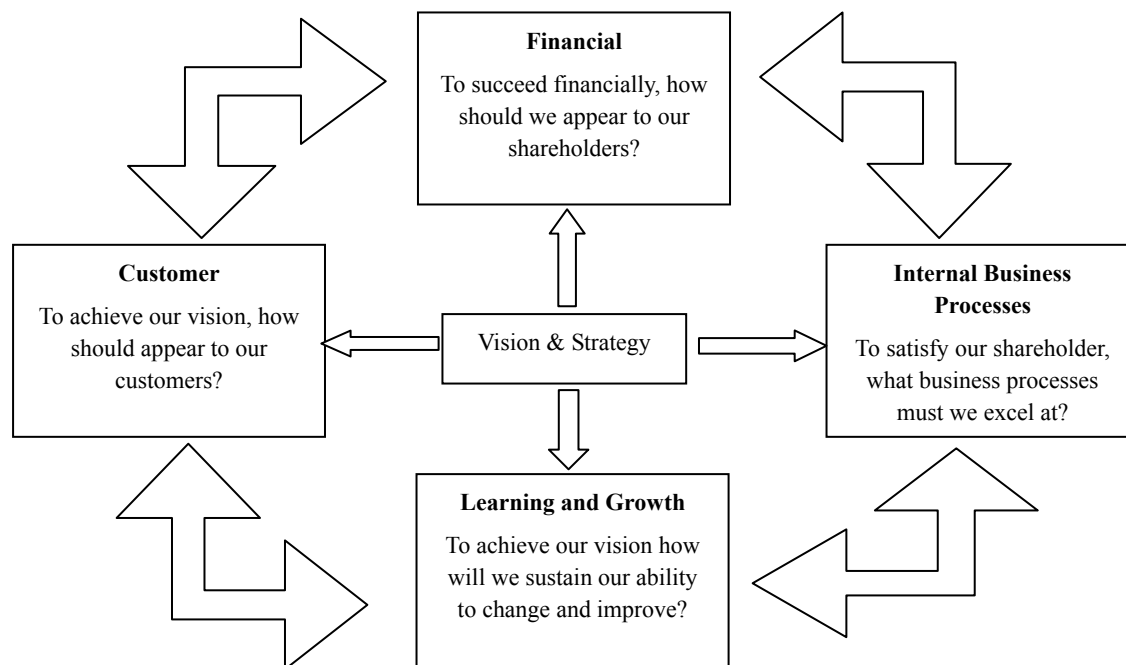 Financial
To succeed financially, how
should we appear to our
shareholders?
Customer
To achieve our vision, how
should appear to our
customers?
Vision & Strategy
Internal Business
Processes
To satisfy our shareholder,
what business processes
must we excel at?
Learning and Growth
To achieve our vision how
will we sustain our ability
to change and improve?